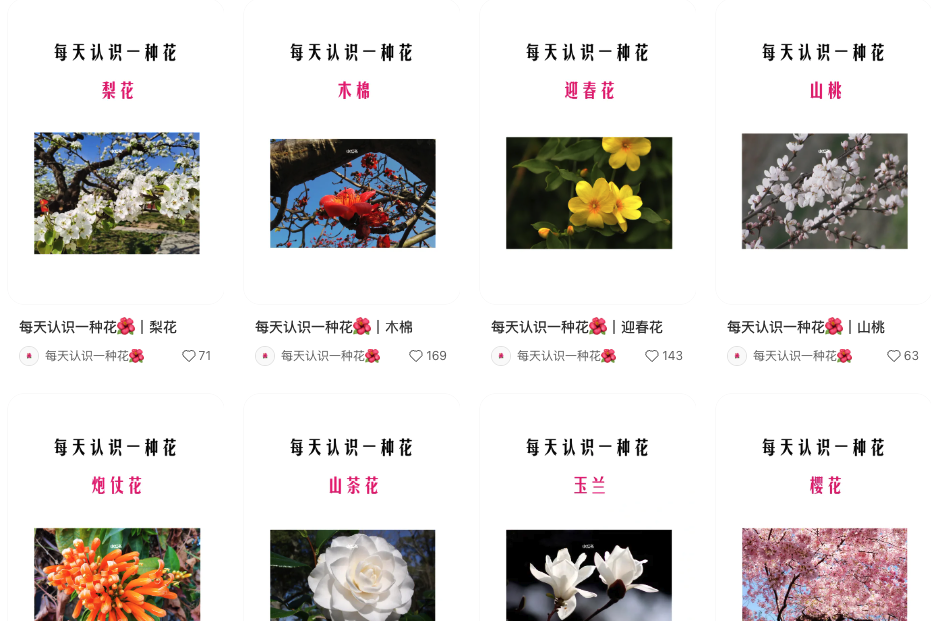 每天认识一种花
梨花
每天认识一种花
木棉
每天认识一种花
迎春花
每天认识一种花
山桃
每天认识一种花🌺｜梨花
每天认识一种花🌺 71
每天认识一种花🌺｜木棉
每天认识一种花🌺 169
每天认识一种花🌺｜迎春花
每天认识一种花🌺 143
每天认识一种花🌺｜山桃
每天认识一种花🌺 63
每天认识一种花
炮仗花
每天认识一种花
山茶花
每天认识一种花
玉兰
每天认识一种花
樱花